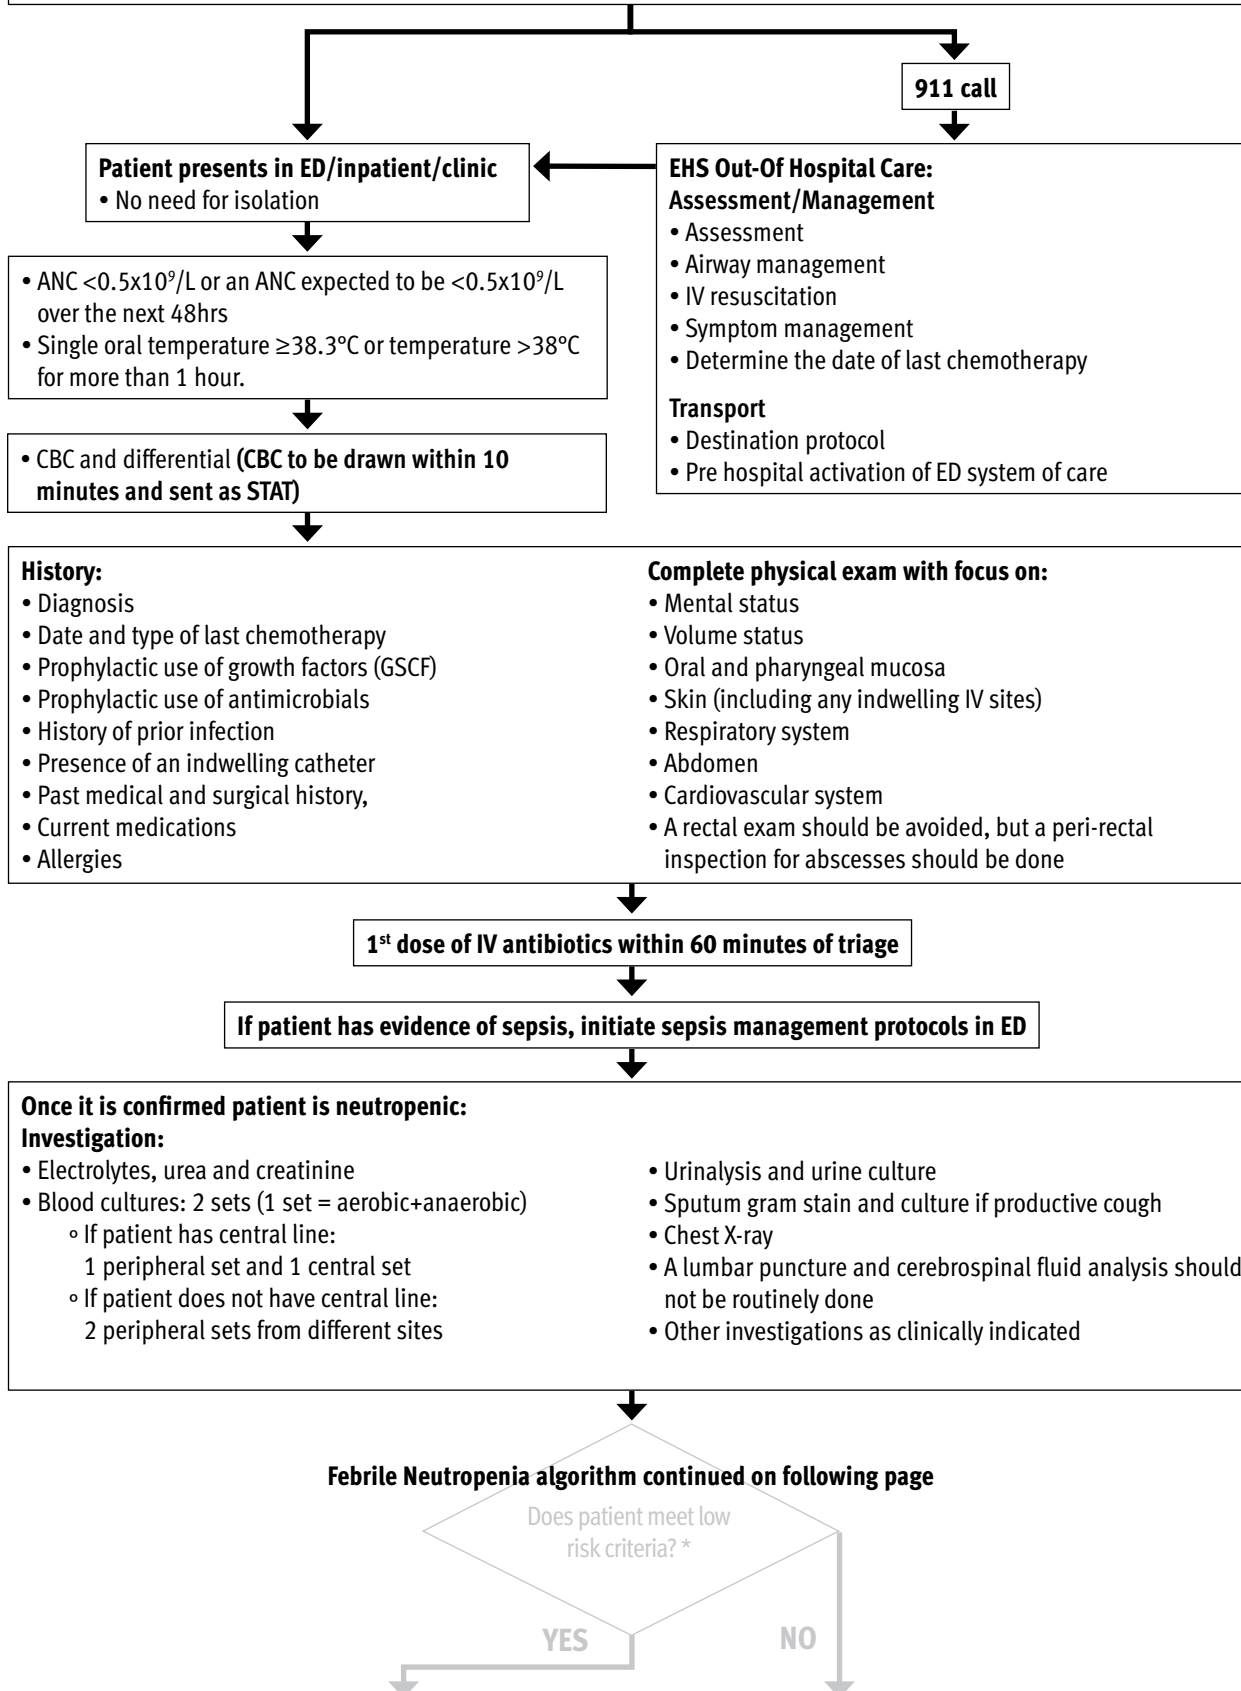 911 call
Patient presents in ED/inpatient/clinic
• No need for isolation
EHS Out-Of Hospital Care:
Assessment/Management
• Assessment
• Airway management
• IV resuscitation
• Symptom management
• Determine the date of last chemotherapy
Transport
• Destination protocol
• Pre hospital activation of ED system of care
• ANC <0.5x10⁹/L or an ANC expected to be <0.5x10⁹/L
over the next 48hrs
• Single oral temperature ≥38.3°C or temperature >38°C
for more than 1 hour.
• CBC and differential (CBC to be drawn within 10
minutes and sent as STAT)
History:
• Diagnosis
• Date and type of last chemotherapy
• Prophylactic use of growth factors (GSCF)
• Prophylactic use of antimicrobials
• History of prior infection
• Presence of an indwelling catheter
• Past medical and surgical history,
• Current medications
• Allergies
Complete physical exam with focus on:
• Mental status
• Volume status
• Oral and pharyngeal mucosa
• Skin (including any indwelling IV sites)
• Respiratory system
• Abdomen
• Cardiovascular system
• A rectal exam should be avoided, but a peri-rectal
inspection for abscesses should be done
1st dose of IV antibiotics within 60 minutes of triage
If patient has evidence of sepsis, initiate sepsis management protocols in ED
Once it is confirmed patient is neutropenic:
Investigation:
• Electrolytes, urea and creatinine
• Blood cultures: 2 sets (1 set = aerobic+anaerobic)
◦ If patient has central line:
1 peripheral set and 1 central set
◦ If patient does not have central line:
2 peripheral sets from different sites
• Urinalysis and urine culture
• Sputum gram stain and culture if productive cough
• Chest X-ray
• A lumbar puncture and cerebrospinal fluid analysis should
not be routinely done
• Other investigations as clinically indicated
Febrile Neutropenia algorithm continued on following page
Does patient meet low
risk criteria? *
YES
NO